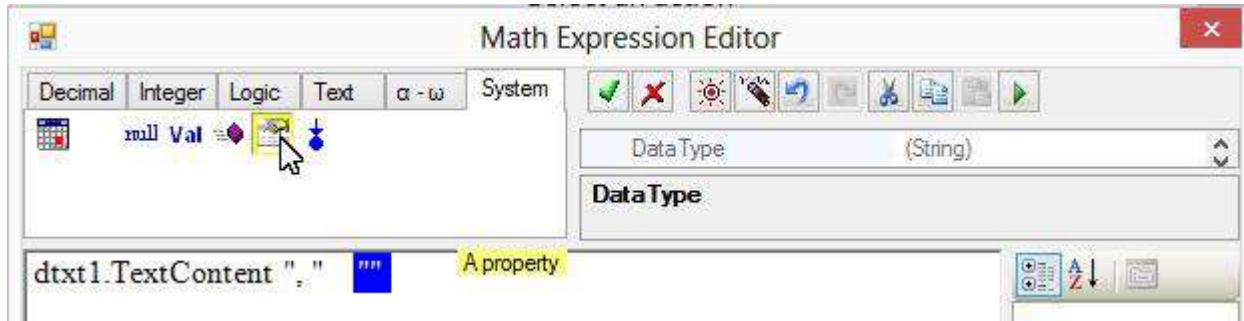 Math Expression Editor
Decimal Integer Logic Text α - ω System
null Val
DataType (String)
DataType
dtxt1.TextContent ", " ""
A property
A
Z